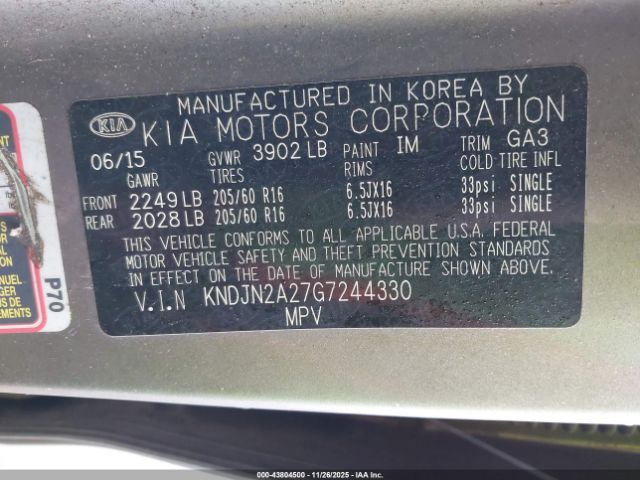 MANUFACTURED IN KOREA BY
KIA KIA MOTORS CORPORATION
06/15 GVWR 3902 LB PAINT IM TRIM GA3
GAWR TIRES RIMS COLD TIRE INFL
FRONT 2249 LB 205/60 R16 6.5JX16 33psi SINGLE
REAR 2028 LB 205/60 R16 6.5JX16 33psi SINGLE
THIS VEHICLE CONFORMS TO ALL APPLICABLE U.S.A. FEDERAL
MOTOR VEHICLE SAFETY AND THEFT PREVENTION STANDARDS
IN EFFECT ON THE DATE OF MANUFACTURE SHOWN ABOVE.
V.I.N KNDJN2A27G7244330
MPV
P70
000-43804500 - 11/26/2025 - IAAI.COM